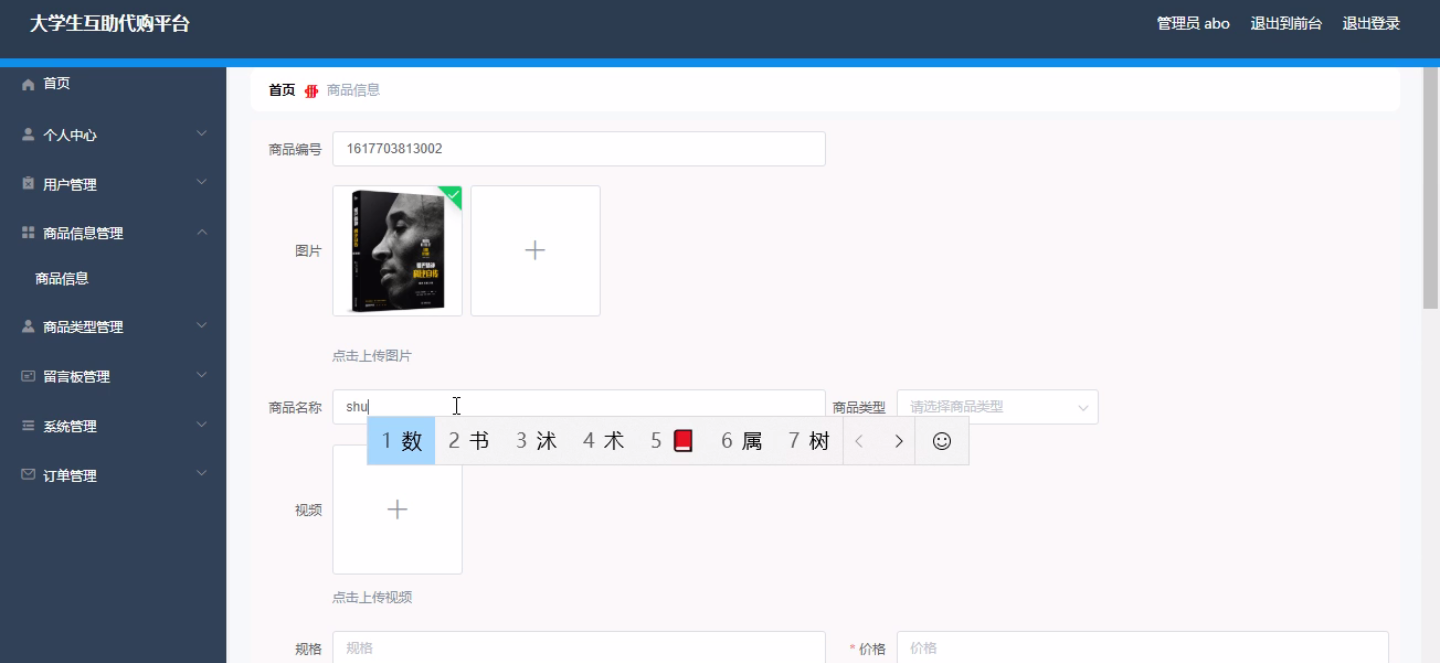 大学生互助代购平台
管理员 abo 退出到前台 退出登录
首页
个人中心
用户管理
商品信息管理
商品信息
商品类型管理
留言板管理
系统管理
订单管理
首页 商品信息
商品编号 1617703813002
图片
点击上传图片
商品名称 shu 商品类型 请选择商品类型
1 数 2 书 3 沭 4 术 5 6 属 7 树
视频
点击上传视频
规格 规格 * 价格 价格